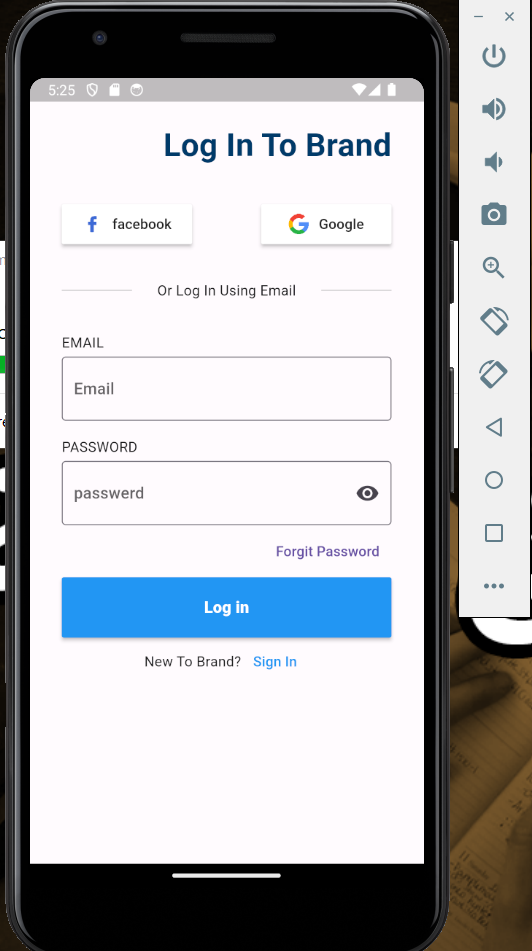 5:25
Log In To Brand
facebook
Google
Or Log In Using Email
EMAIL
Email
PASSWORD
passwerd
Forgit Password
Log in
New To Brand? Sign In